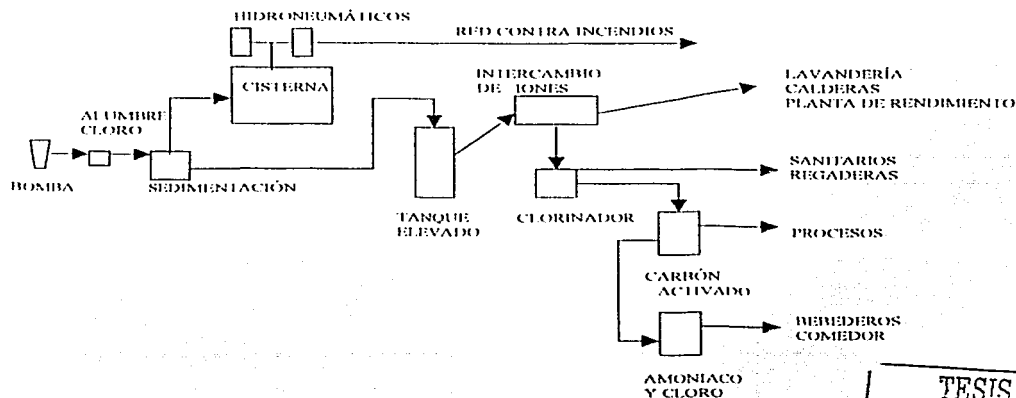 HIDRONEUMÁTICOS
RED CONTRA INCENDIOS
CISTERNA
INTERCAMBIO
DE IONES
LAVANDERÍA
CALDERAS
PLANTA DE RENDIMIENTO
ALUMBRE
CLORO
BOMBA
SEDIMENTACIÓN
TANQUE
ELEVADO
CLORINADOR
SANITARIOS
REGADERAS
PROCESOS
CARBÓN
ACTIVADO
BEBEDEROS
COMEDOR
AMONIACO
Y CLORO
TESIS